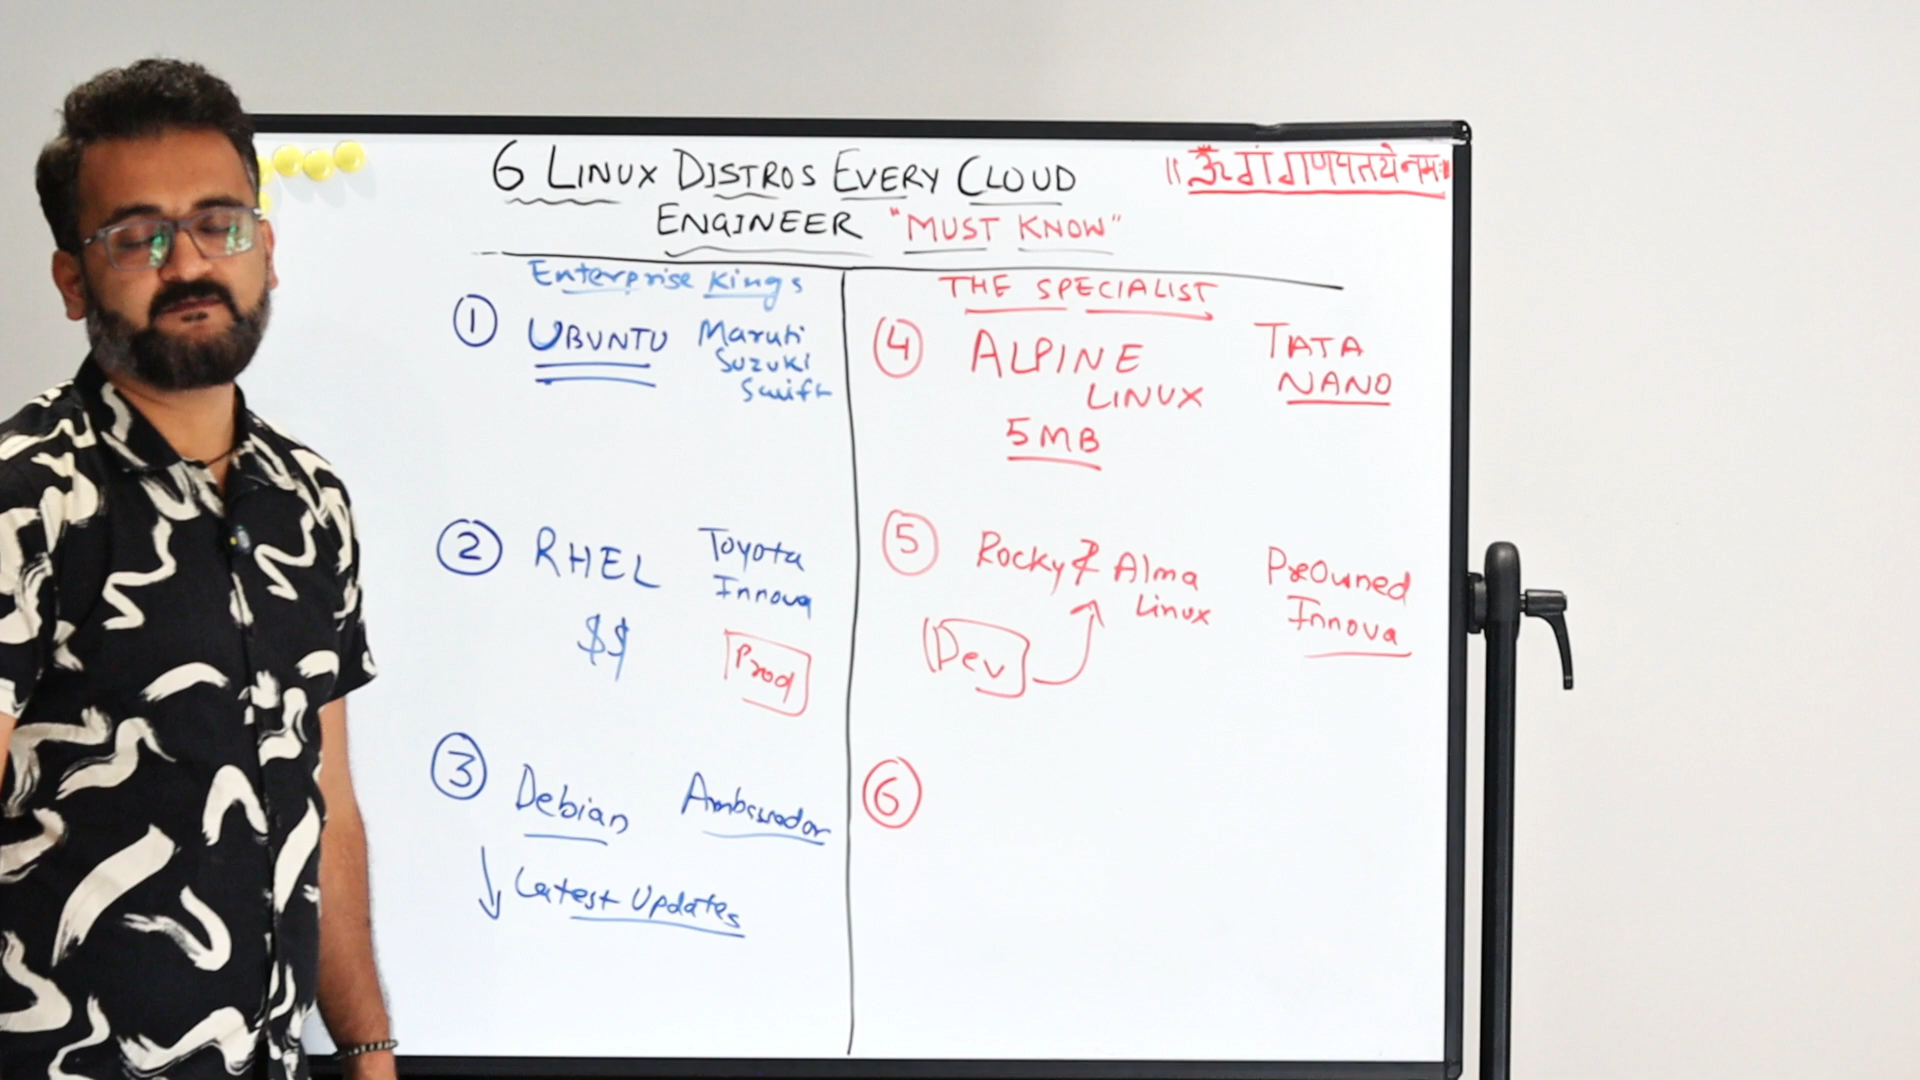 6 LINUX DISTROS EVERY CLOUD
ENGINEER "MUST KNOW"
॥ ॐ गं गणपतये नमः
Enterprise Kings
1 UBUNTU Maruti
Suzuki
Swift
2 RHEL Toyota
Innova
$$ Prod
3 Debian Ambassador
↓ Latest Updates
THE SPECIALIST
4 ALPINE TATA
LINUX NANO
5MB
5 Rocky & Alma PreOwned
Linux Innova
Dev
6